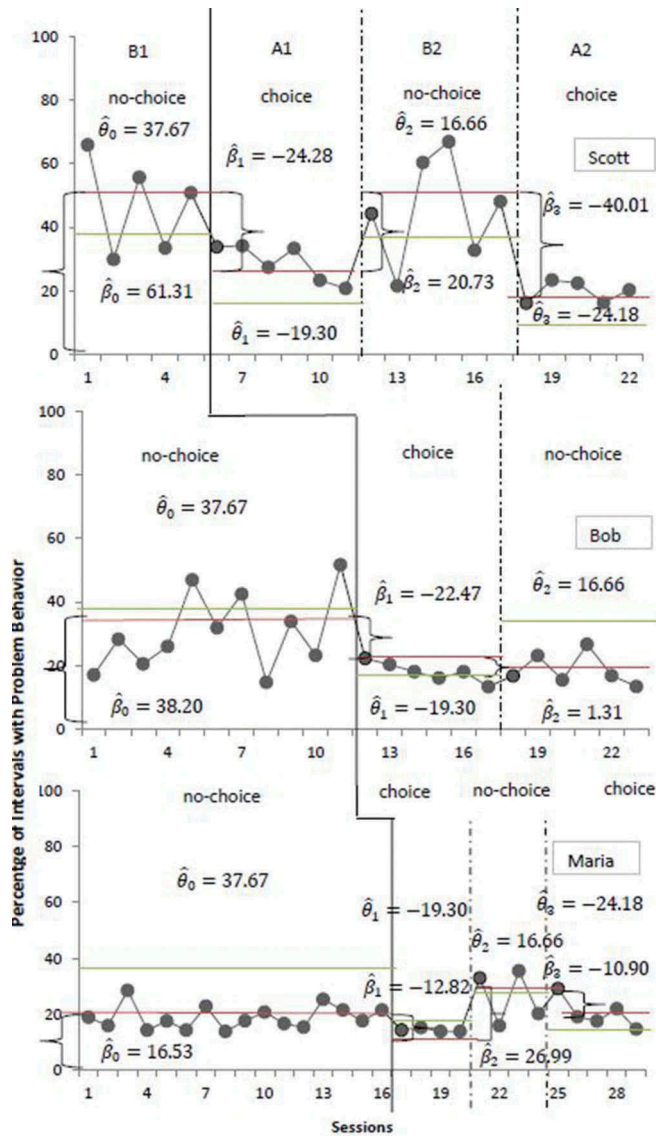 100
B1 A1 B2 A2
80
no-choice choice no-choice choice
θ̂₀ = 37.67 θ̂₂ = 16.66
β̂₁ = −24.28 Scott
60
β̂₃ = −40.01
40
β̂₀ = 61.31 β̂₂ = 20.73
20
θ̂₁ = −19.30 θ̂₃ = −24.18
0
1 4 7 10 13 16 19 22
100
no-choice choice no-choice
80
θ̂₀ = 37.67
60
Bob
β̂₁ = −22.47 θ̂₂ = 16.66
40
20
β̂₀ = 38.20 θ̂₁ = −19.30 β̂₂ = 1.31
0
1 4 7 10 13 16 19 22
no-choice choice no-choice choice
100
80
Maria
θ̂₀ = 37.67 θ̂₃ = −24.18
60
θ̂₁ = −19.30
θ̂₂ = 16.66
40
β̂₃ = −10.90
β̂₁ = −12.82
20
β̂₀ = 16.53 β̂₂ = 26.99
0
1 4 7 10 13 16 19 22 25 28
Sessions
Percentge of Intervals with Problem Behavior